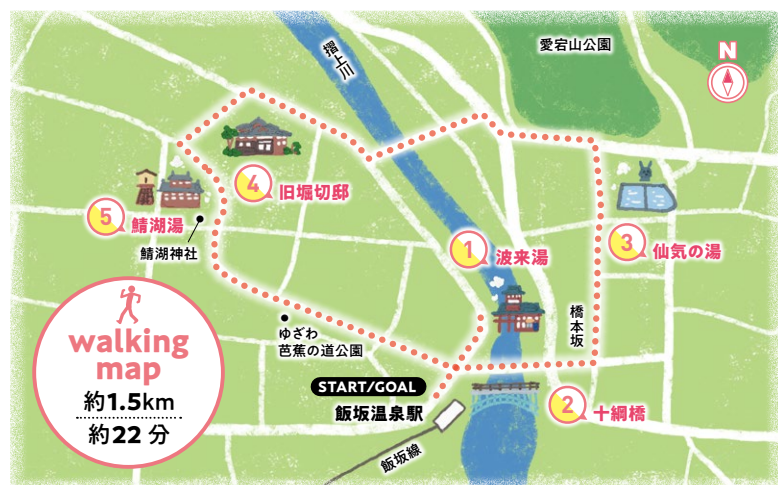 摺上川
愛宕山公園
N
4
旧堀切邸
5
鯖湖湯
鯖湖神社
1
波来湯
3
仙気の湯
橋本坂
ゆざわ
芭蕉の道公園
walking
map
約1.5km
約22分
START/GOAL
飯坂温泉駅
2
十綱橋
飯坂線